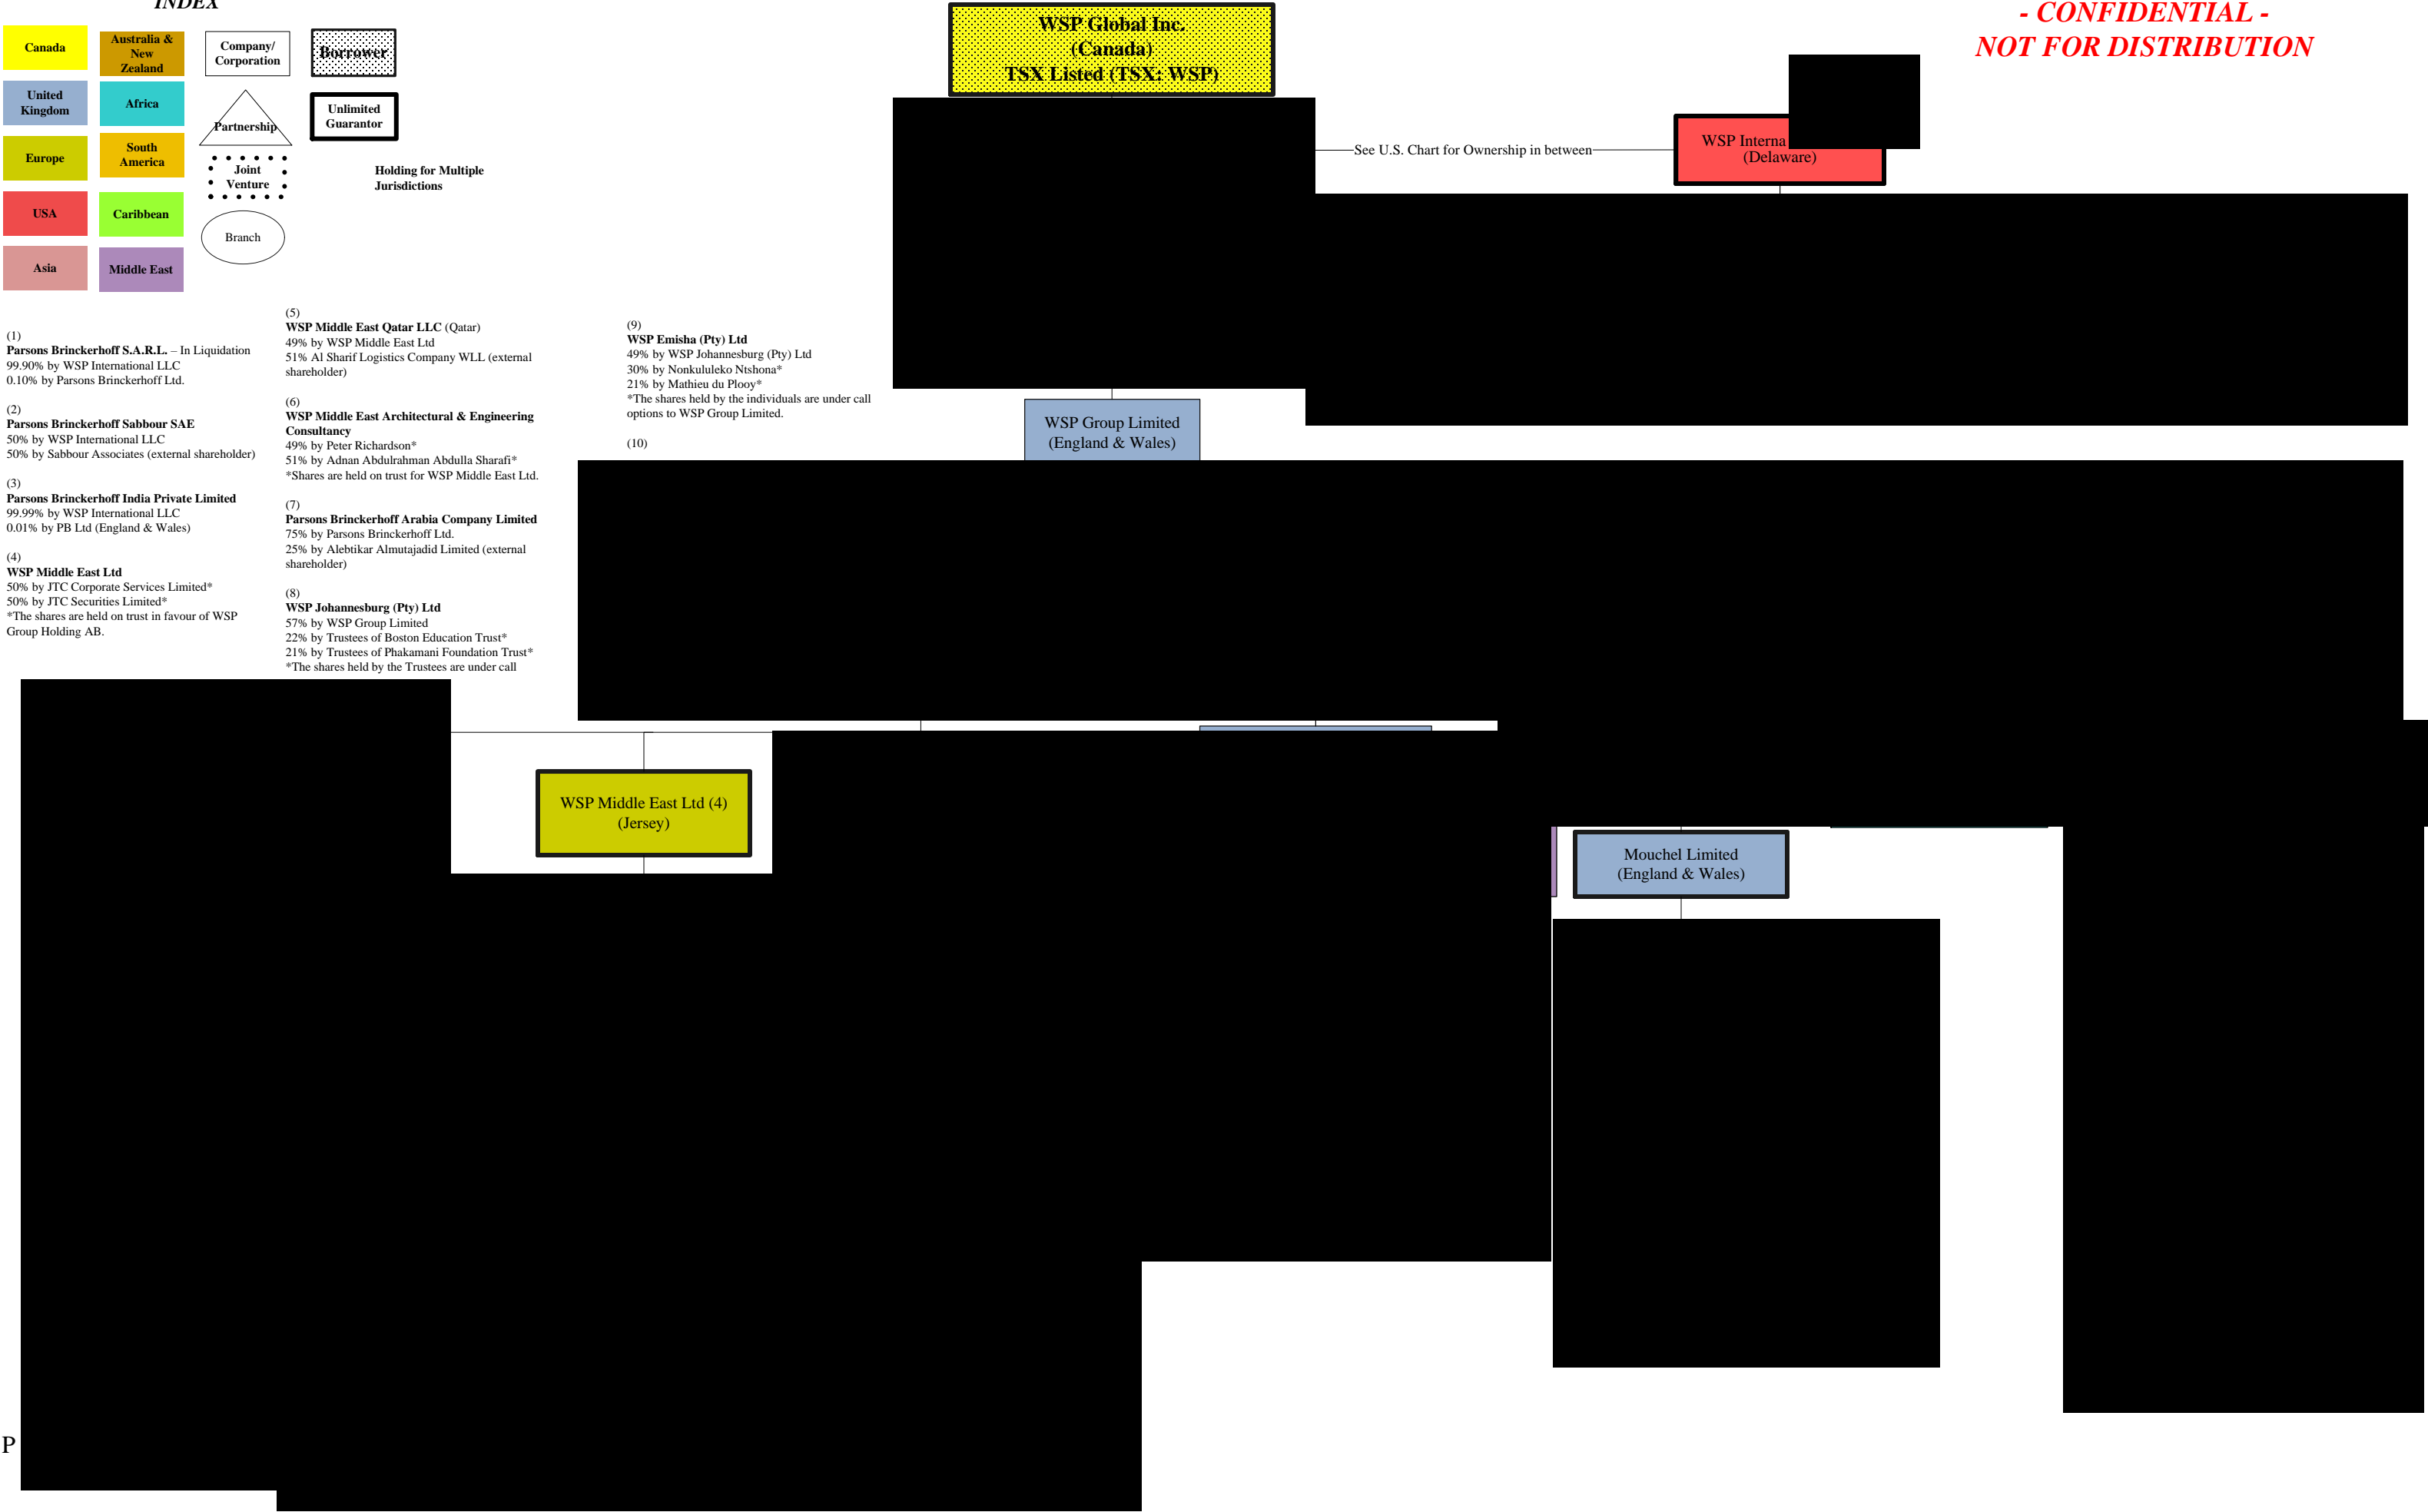 INDEX
Canada
Australia &
New
Zealand
Company/
Corporation
Borrower
United
Kingdom
Africa
Partnership
Unlimited
Guarantor
Europe
South
America
Joint
Venture
Holding for Multiple
Jurisdictions
USA
Caribbean
Branch
Asia
Middle East
WSP Global Inc.
(Canada)
TSX Listed (TSX: WSP)
- CONFIDENTIAL -
NOT FOR DISTRIBUTION
See U.S. Chart for Ownership in between
WSP Interna
(Delaware)
(1)
Parsons Brinckerhoff S.A.R.L. – In Liquidation
99.90% by WSP International LLC
0.10% by Parsons Brinckerhoff Ltd.
(2)
Parsons Brinckerhoff Sabbour SAE
50% by WSP International LLC
50% by Sabbour Associates (external shareholder)
(3)
Parsons Brinckerhoff India Private Limited
99.99% by WSP International LLC
0.01% by PB Ltd (England & Wales)
(4)
WSP Middle East Ltd
50% by JTC Corporate Services Limited*
50% by JTC Securities Limited*
*The shares are held on trust in favour of WSP
Group Holding AB.
(5)
WSP Middle East Qatar LLC (Qatar)
49% by WSP Middle East Ltd
51% Al Sharif Logistics Company WLL (external
shareholder)
(6)
WSP Middle East Architectural & Engineering
Consultancy
49% by Peter Richardson*
51% by Adnan Abdulrahman Abdulla Sharafi*
*Shares are held on trust for WSP Middle East Ltd.
(7)
Parsons Brinckerhoff Arabia Company Limited
75% by Parsons Brinckerhoff Ltd.
25% by Alebtikar Almutajadid Limited (external
shareholder)
(8)
WSP Johannesburg (Pty) Ltd
57% by WSP Group Limited
22% by Trustees of Boston Education Trust*
21% by Trustees of Phakamani Foundation Trust*
*The shares held by the Trustees are under call
(9)
WSP Emisha (Pty) Ltd
49% by WSP Johannesburg (Pty) Ltd
30% by Nonkululeko Ntshona*
21% by Mathieu du Plooy*
*The shares held by the individuals are under call
options to WSP Group Limited.
(10)
WSP Group Limited
(England & Wales)
WSP Middle East Ltd (4)
(Jersey)
Mouchel Limited
(England & Wales)
P